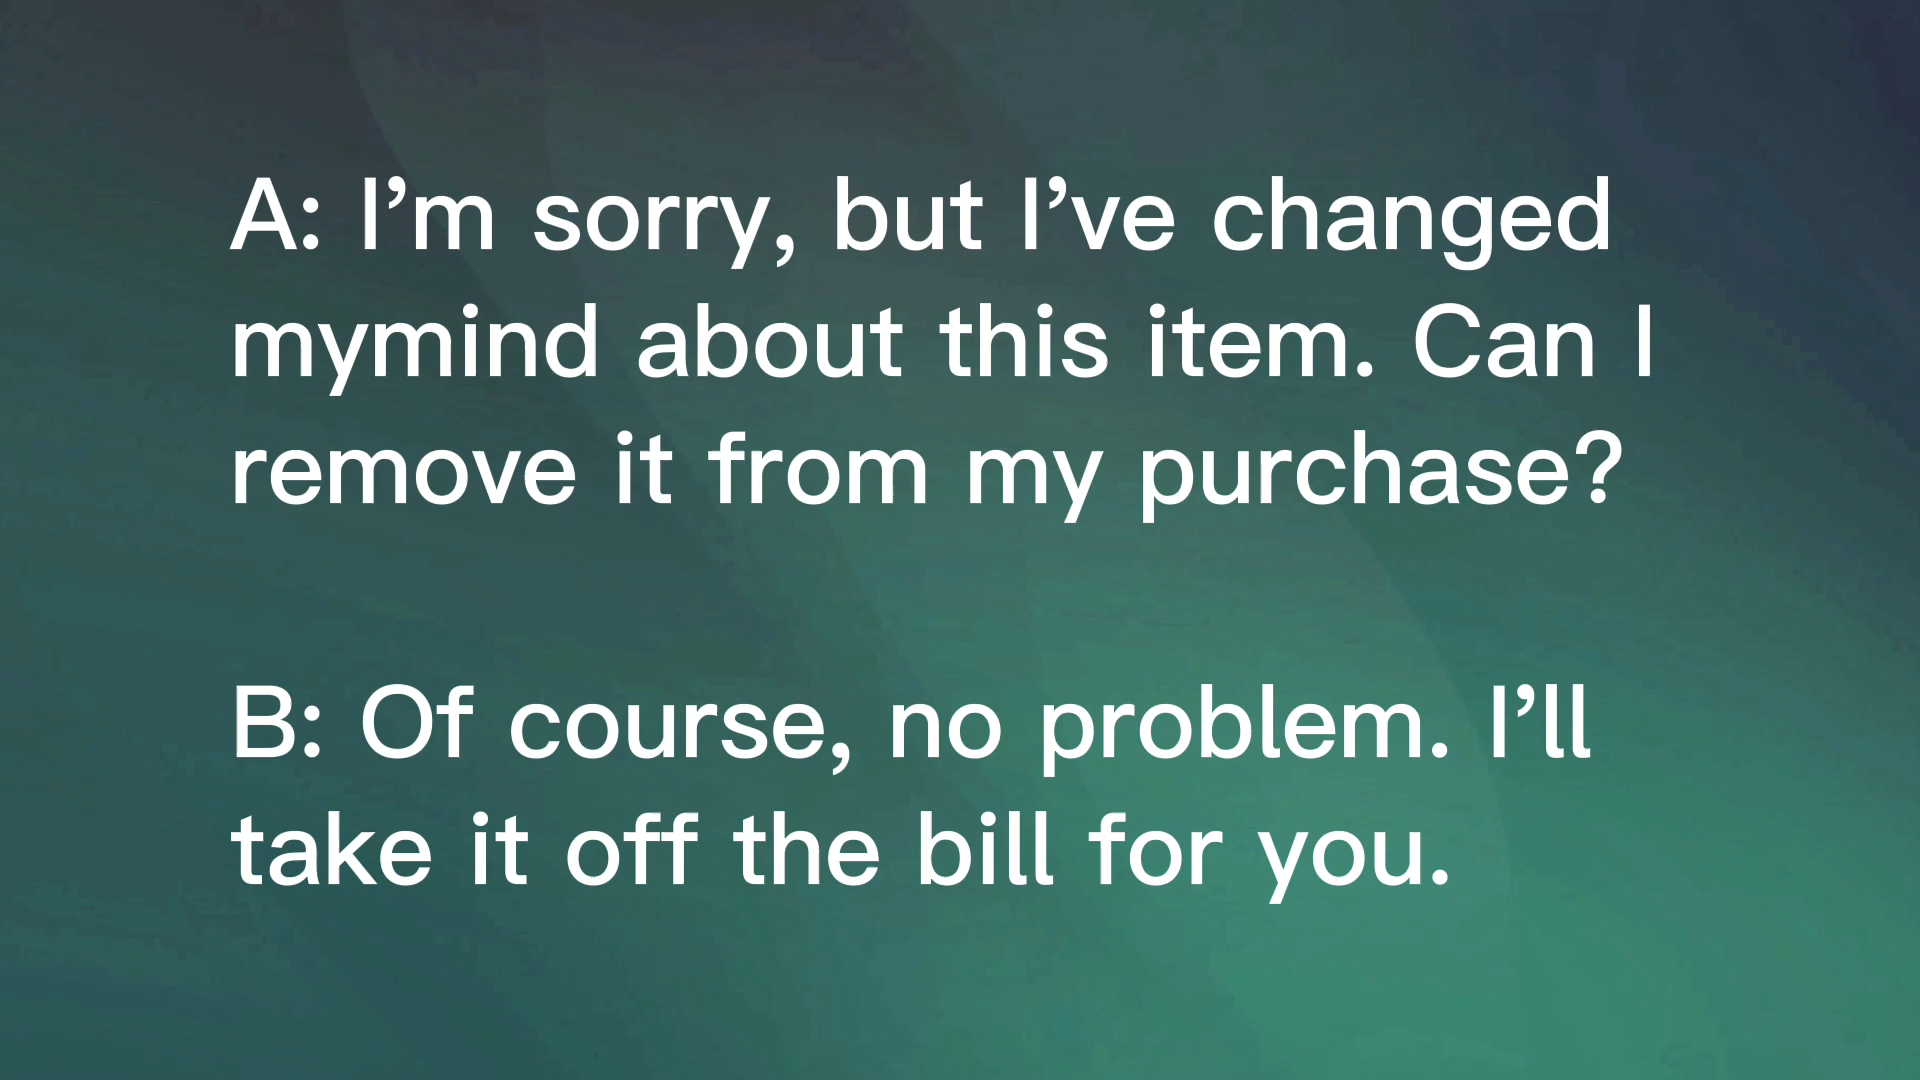 A: I’m sorry, but I’ve changed
mymind about this item. Can I
remove it from my purchase?
B: Of course, no problem. I’ll
take it off the bill for you.